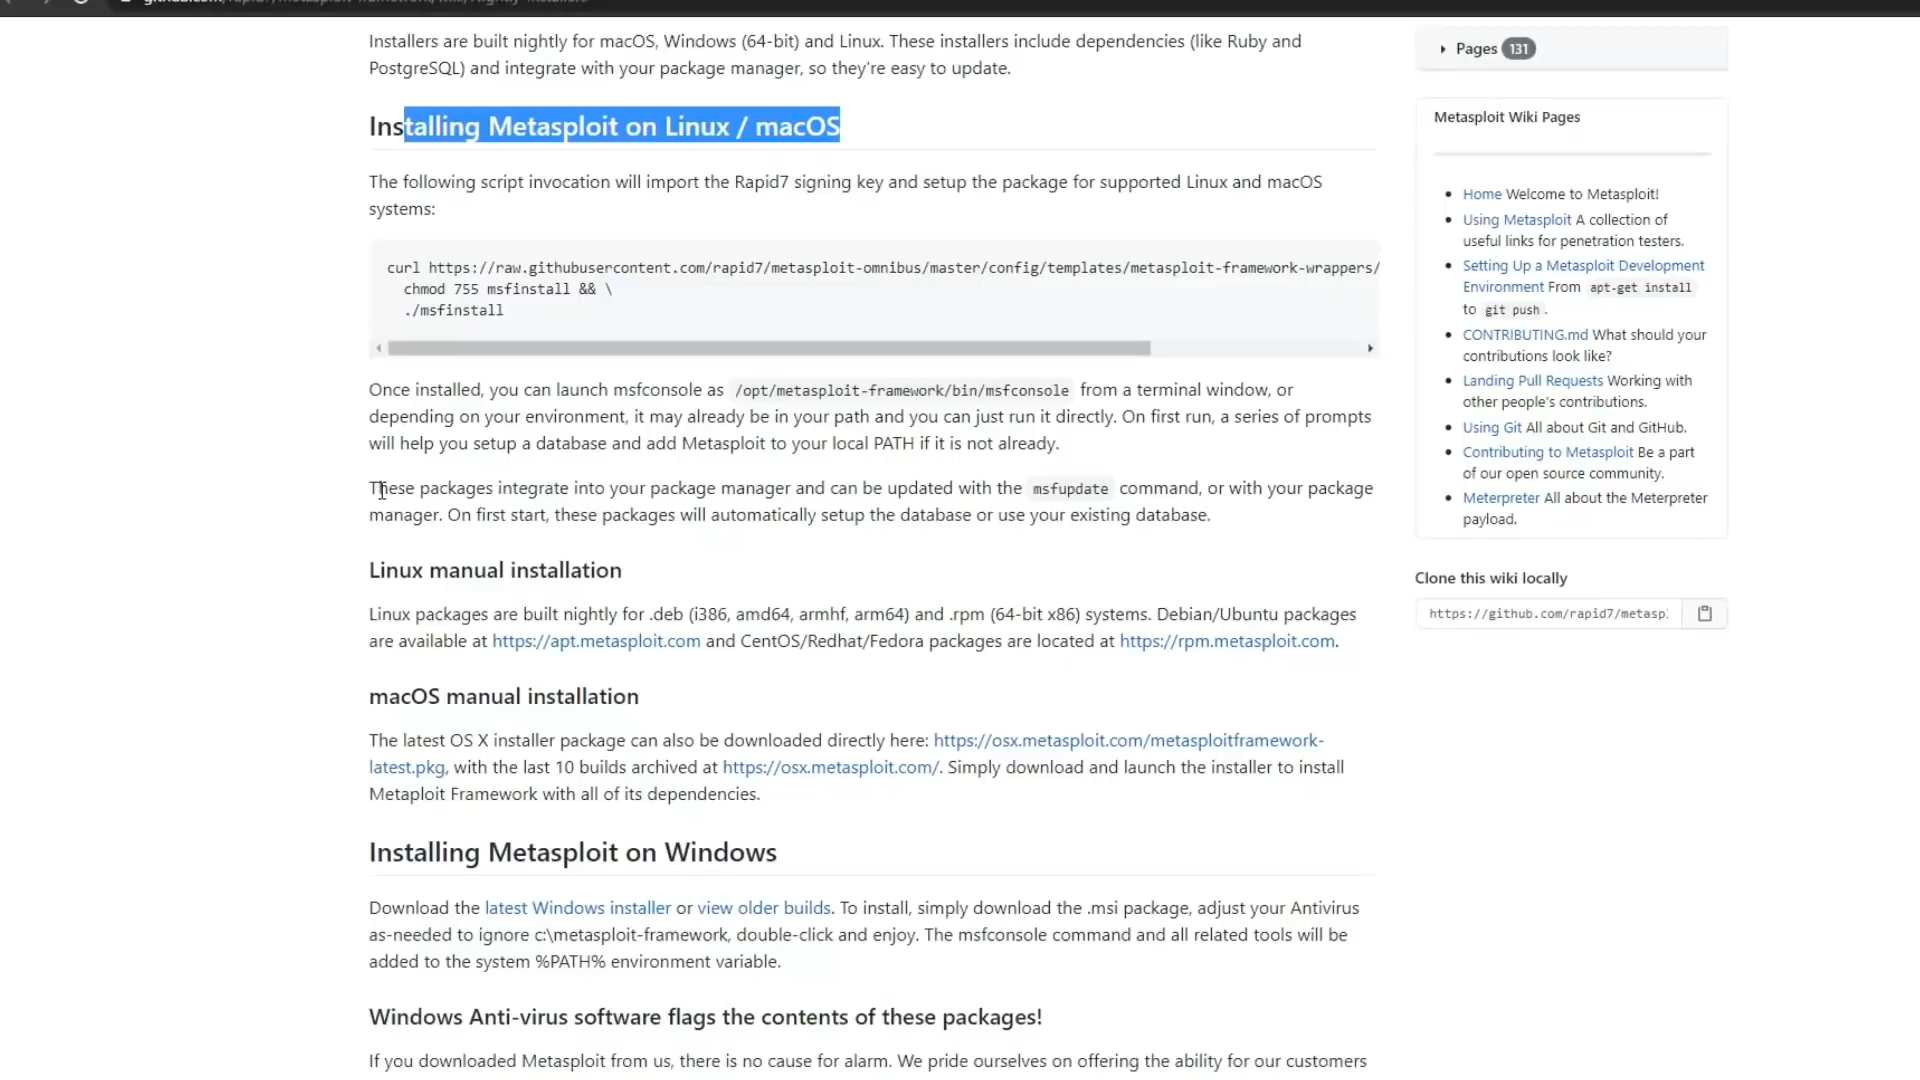 Installers are built nightly for macOS, Windows (64-bit) and Linux. These installers include dependencies (like Ruby and
PostgreSQL) and integrate with your package manager, so they're easy to update.
Installing Metasploit on Linux / macOS
The following script invocation will import the Rapid7 signing key and setup the package for supported Linux and macOS
systems:
curl https://raw.githubusercontent.com/rapid7/metasploit-omnibus/master/config/templates/metasploit-framework-wrappers/
chmod 755 msfinstall && \
./msfinstall
Once installed, you can launch msfconsole as /opt/metasploit-framework/bin/msfconsole from a terminal window, or
depending on your environment, it may already be in your path and you can just run it directly. On first run, a series of prompts
will help you setup a database and add Metasploit to your local PATH if it is not already.
These packages integrate into your package manager and can be updated with the msfupdate command, or with your package
manager. On first start, these packages will automatically setup the database or use your existing database.
Linux manual installation
Linux packages are built nightly for .deb (i386, amd64, armhf, arm64) and .rpm (64-bit x86) systems. Debian/Ubuntu packages
are available at https://apt.metasploit.com and CentOS/Redhat/Fedora packages are located at https://rpm.metasploit.com.
macOS manual installation
The latest OS X installer package can also be downloaded directly here: https://osx.metasploit.com/metasploitframework-
latest.pkg, with the last 10 builds archived at https://osx.metasploit.com/. Simply download and launch the installer to install
Metaploit Framework with all of its dependencies.
Installing Metasploit on Windows
Download the latest Windows installer or view older builds. To install, simply download the .msi package, adjust your Antivirus
as-needed to ignore c:\metasploit-framework, double-click and enjoy. The msfconsole command and all related tools will be
added to the system %PATH% environment variable.
Windows Anti-virus software flags the contents of these packages!
If you downloaded Metasploit from us, there is no cause for alarm. We pride ourselves on offering the ability for our customers
Pages 131
Metasploit Wiki Pages
Home Welcome to Metasploit!
Using Metasploit A collection of
useful links for penetration testers.
Setting Up a Metasploit Development
Environment From apt-get install
to git push.
CONTRIBUTING.md What should your
contributions look like?
Landing Pull Requests Working with
other people's contributions.
Using Git All about Git and GitHub.
Contributing to Metasploit Be a part
of our open source community.
Meterpreter All about the Meterpreter
payload.
Clone this wiki locally
https://github.com/rapid7/metasp